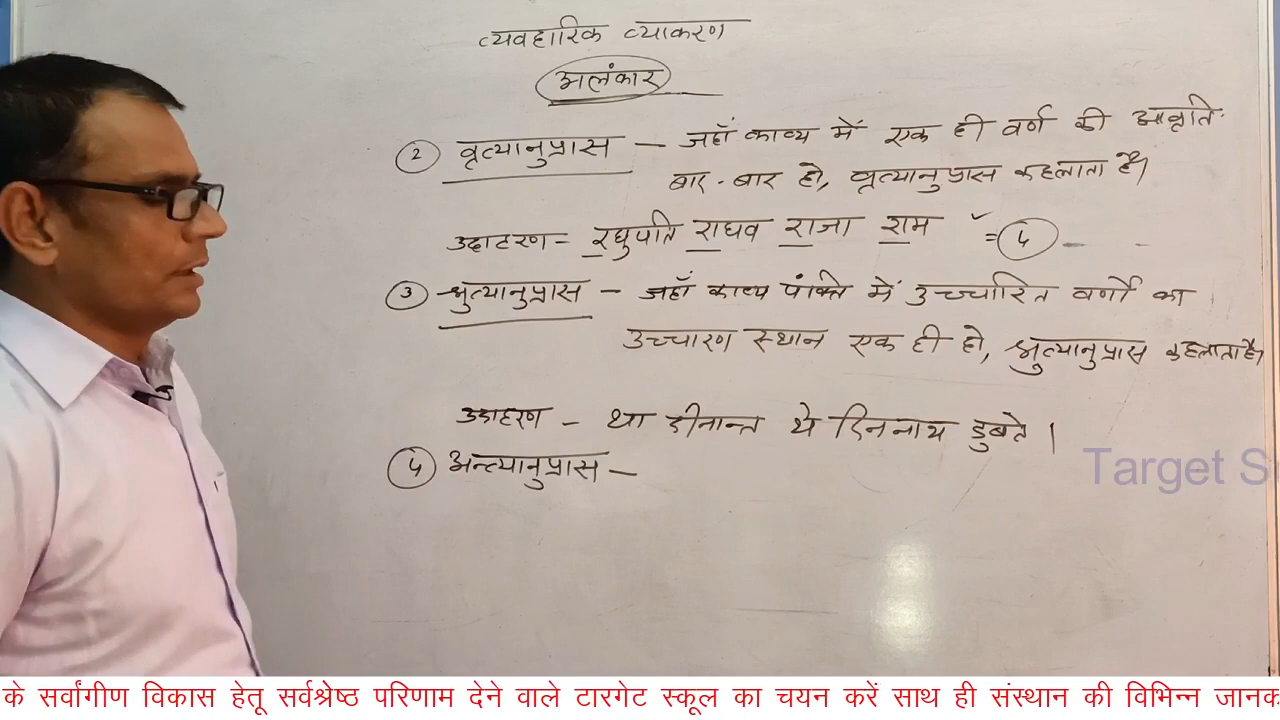 व्यवहारिक व्याकरण
अलंकार
② वृत्यानुप्रास – जहाँ काव्य में एक ही वर्ण की आवृति
बार-बार हो, वृत्यानुप्रास कहलाता है।
उदाहरण = रघुपति राघव राजा राम = ④
③ श्रुत्यानुप्रास – जहाँ काव्य पंक्ति में उच्चारित वर्णों का
उच्चारण स्थान एक ही हो, श्रुत्यानुप्रास कहलाता है।
उदाहरण – था दीनान्त थे दिननाथ डुबते।
④ अन्त्यानुप्रास –
Target S
के सर्वांगीण विकास हेतू सर्वश्रेष्ठ परिणाम देने वाले टारगेट स्कूल का चयन करें साथ ही संस्थान की विभिन्न जानक